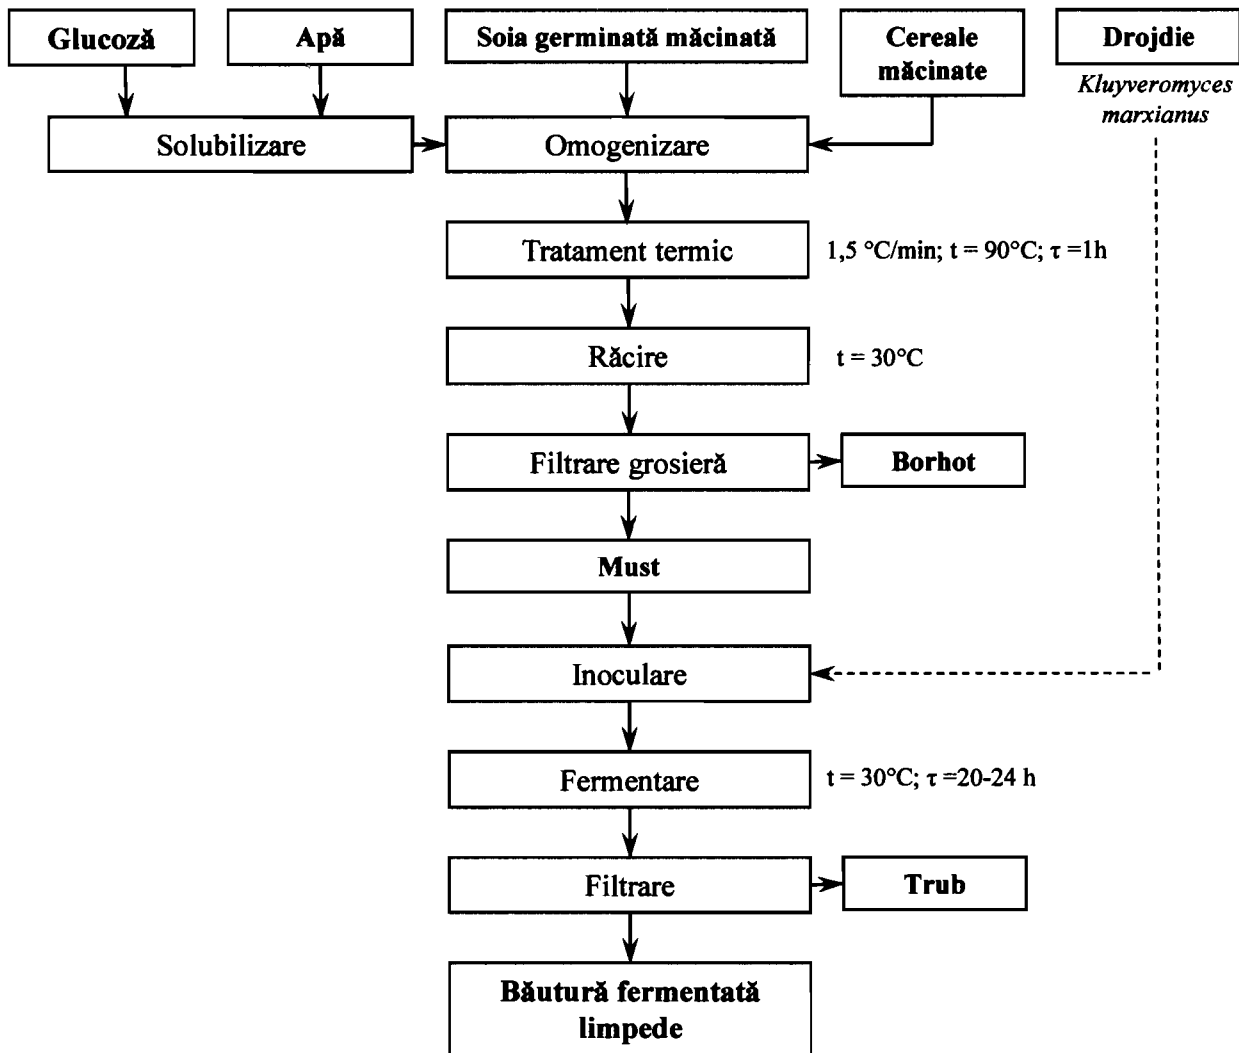 Glucoză
Apă
Soia germinată măcinată
Cereale
măcinate
Drojdie
Kluyveromyces
marxianus
Solubilizare
Omogenizare
Tratament termic
1,5 °C/min; t = 90°C; τ =1h
Răcire
t = 30°C
Filtrare grosieră
Borhot
Must
Inoculare
Fermentare
t = 30°C; τ =20-24 h
Filtrare
Trub
Băutură fermentată
limpede